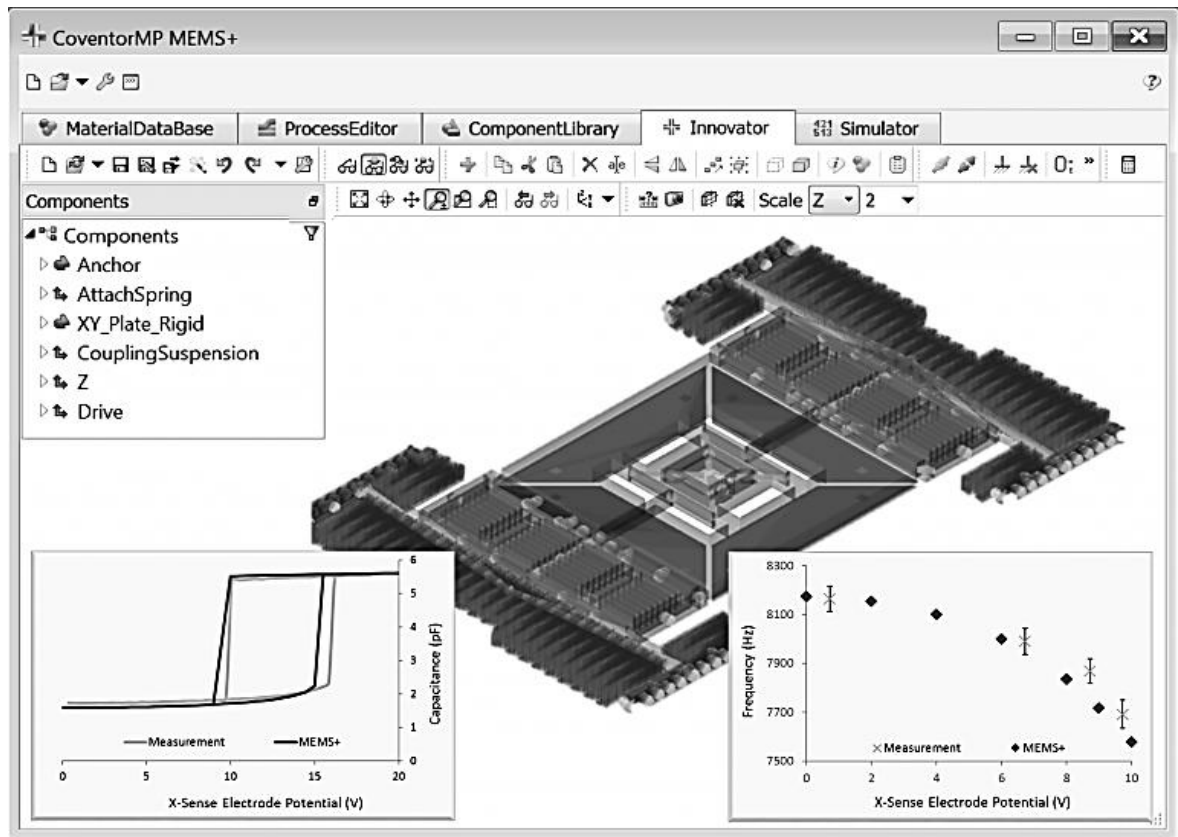 CoventorMP MEMS+
MaterialDataBase ProcessEditor ComponentLibrary Innovator Simulator
Components
Scale Z 2
Components
Anchor
AttachSpring
XY_Plate_Rigid
CouplingSuspension
Z
Drive
6
5
4
3
2
1
0
Capacitance (pF)
Measurement MEMS+
0 5 10 15 20
X-Sense Electrode Potential (V)
8300
8100
7900
7700
7500
Frequency (Hz)
Measurement MEMS+
0 2 4 6 8 10
X-Sense Electrode Potential (V)